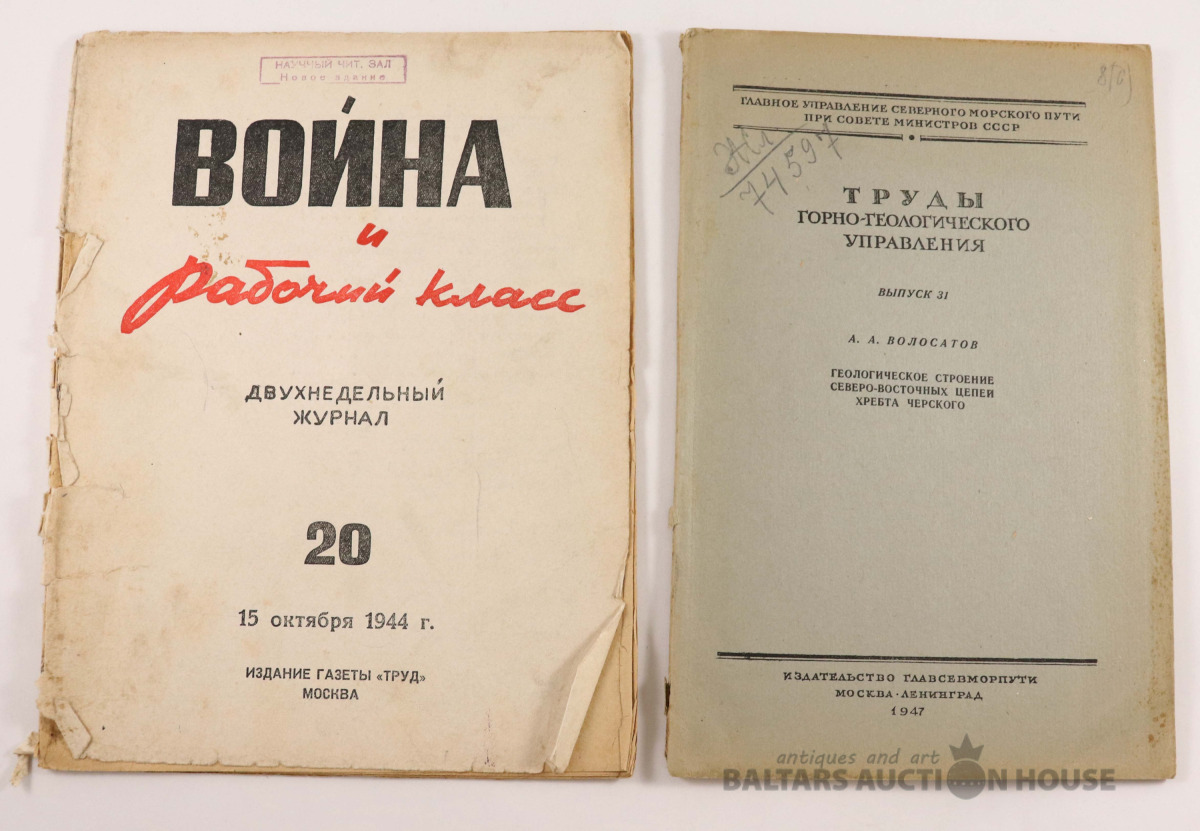 НАУЧНЫЙ ЧИТ. ЗАЛ
Новое здание
ВОЙНА
и
рабочий класс
ДВУХНЕДЕЛЬНЫЙ
ЖУРНАЛ
20
15 октября 1944 г.
ИЗДАНИЕ ГАЗЕТЫ «ТРУД»
МОСКВА
8(6)
ГЛАВНОЕ УПРАВЛЕНИЕ СЕВЕРНОГО МОРСКОГО ПУТИ
ПРИ СОВЕТЕ МИНИСТРОВ СССР
74597
ТРУДЫ
ГОРНО-ГЕОЛОГИЧЕСКОГО
УПРАВЛЕНИЯ
ВЫПУСК 31
А. А. ВОЛОСАТОВ
ГЕОЛОГИЧЕСКОЕ СТРОЕНИЕ
СЕВЕРО-ВОСТОЧНЫХ ЦЕПЕЙ
ХРЕБТА ЧЕРСКОГО
ИЗДАТЕЛЬСТВО ГЛАВСЕВМОРПУТИ
МОСКВА·ЛЕНИНГРАД
1947
antiques and art
BALTARS AUCTION HOUSE